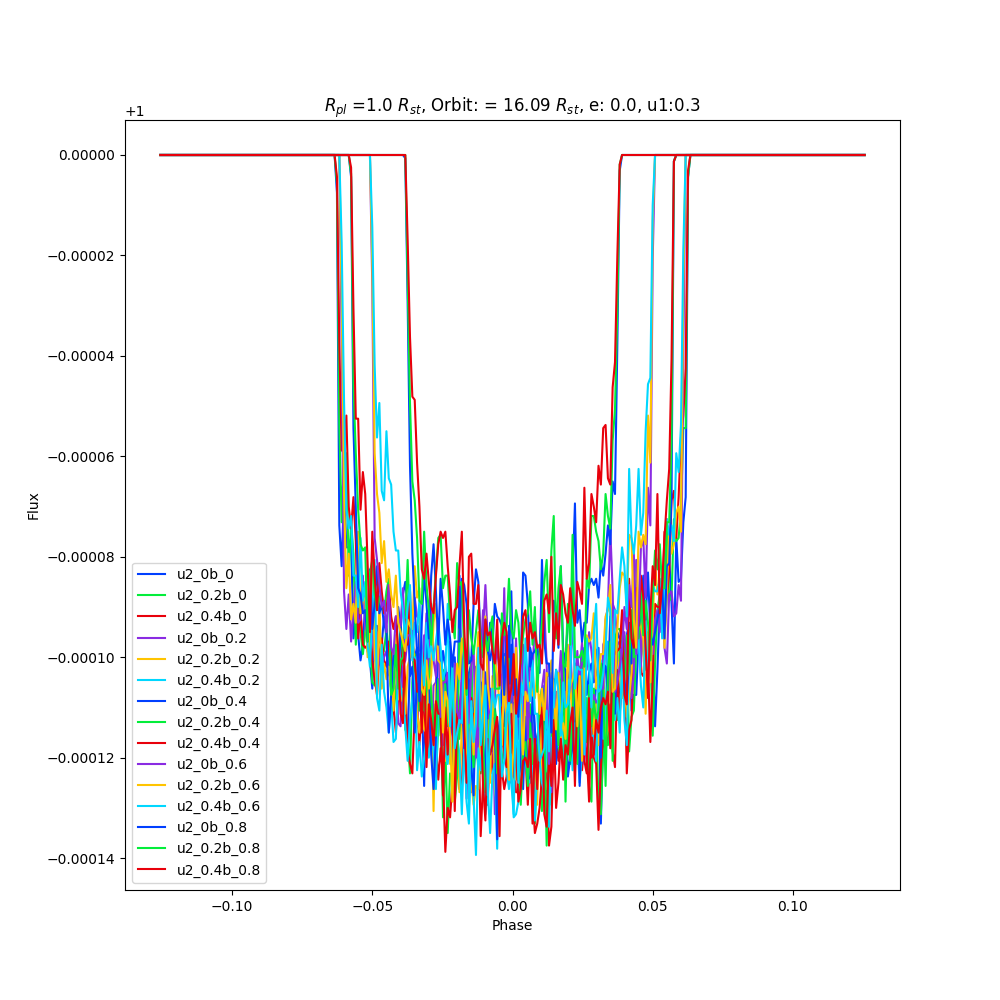 R_pl =1.0 R_st, Orbit: = 16.09 R_st, e: 0.0, u1:0.3
+1
0.00000
−0.00002
−0.00004
−0.00006
−0.00008
−0.00010
−0.00012
−0.00014
Flux
u2_0b_0
u2_0.2b_0
u2_0.4b_0
u2_0b_0.2
u2_0.2b_0.2
u2_0.4b_0.2
u2_0b_0.4
u2_0.2b_0.4
u2_0.4b_0.4
u2_0b_0.6
u2_0.2b_0.6
u2_0.4b_0.6
u2_0b_0.8
u2_0.2b_0.8
u2_0.4b_0.8
−0.10 −0.05 0.00 0.05 0.10
Phase